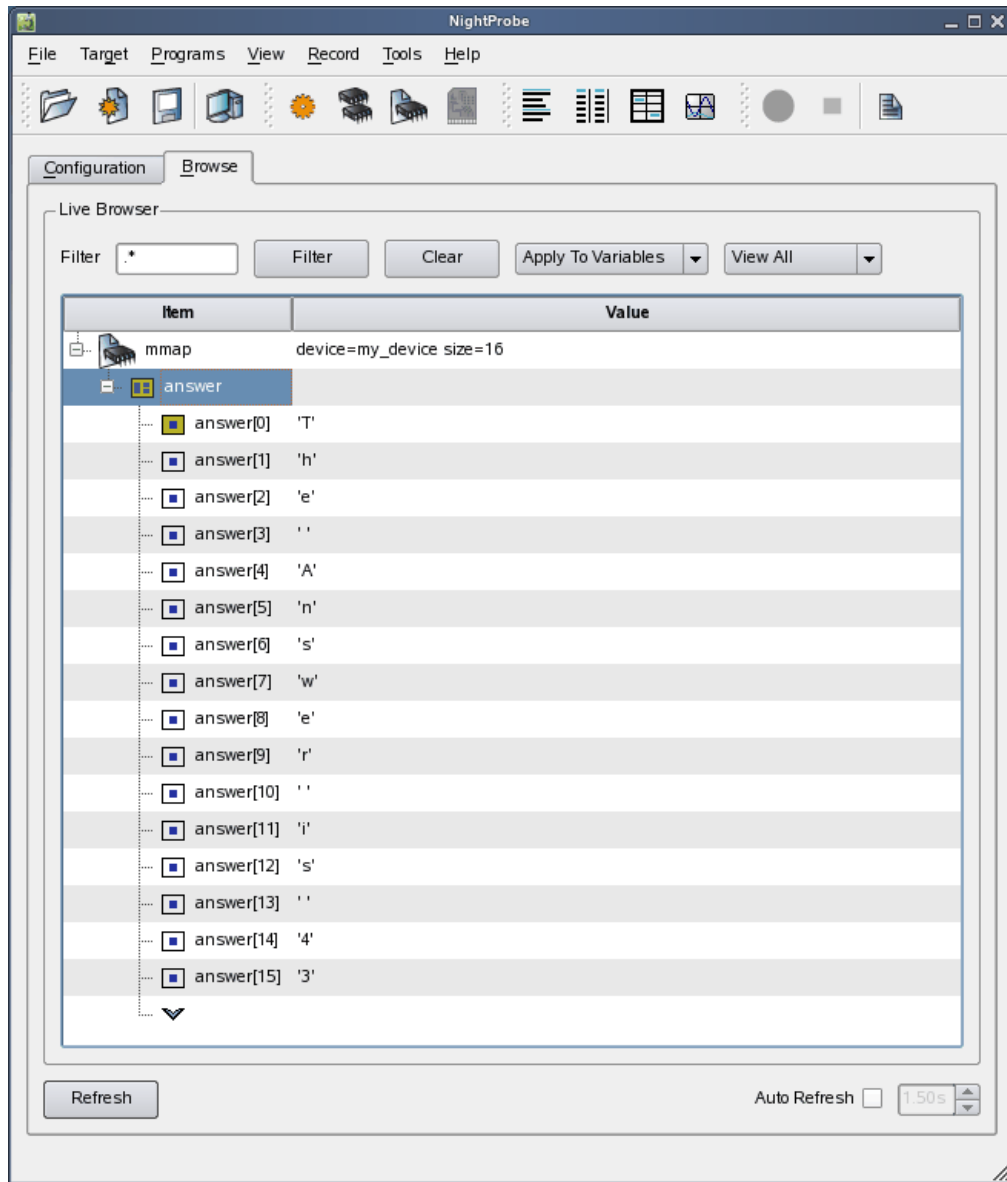 NightProbe
File Target Programs View Record Tools Help
Configuration Browse
Live Browser
Filter .* Filter Clear Apply To Variables View All
Item Value
mmap device=my_device size=16
answer
answer[0] 'T'
answer[1] 'h'
answer[2] 'e'
answer[3] ' '
answer[4] 'A'
answer[5] 'n'
answer[6] 's'
answer[7] 'w'
answer[8] 'e'
answer[9] 'r'
answer[10] ' '
answer[11] 'i'
answer[12] 's'
answer[13] ' '
answer[14] '4'
answer[15] '3'
Refresh Auto Refresh 1.50s